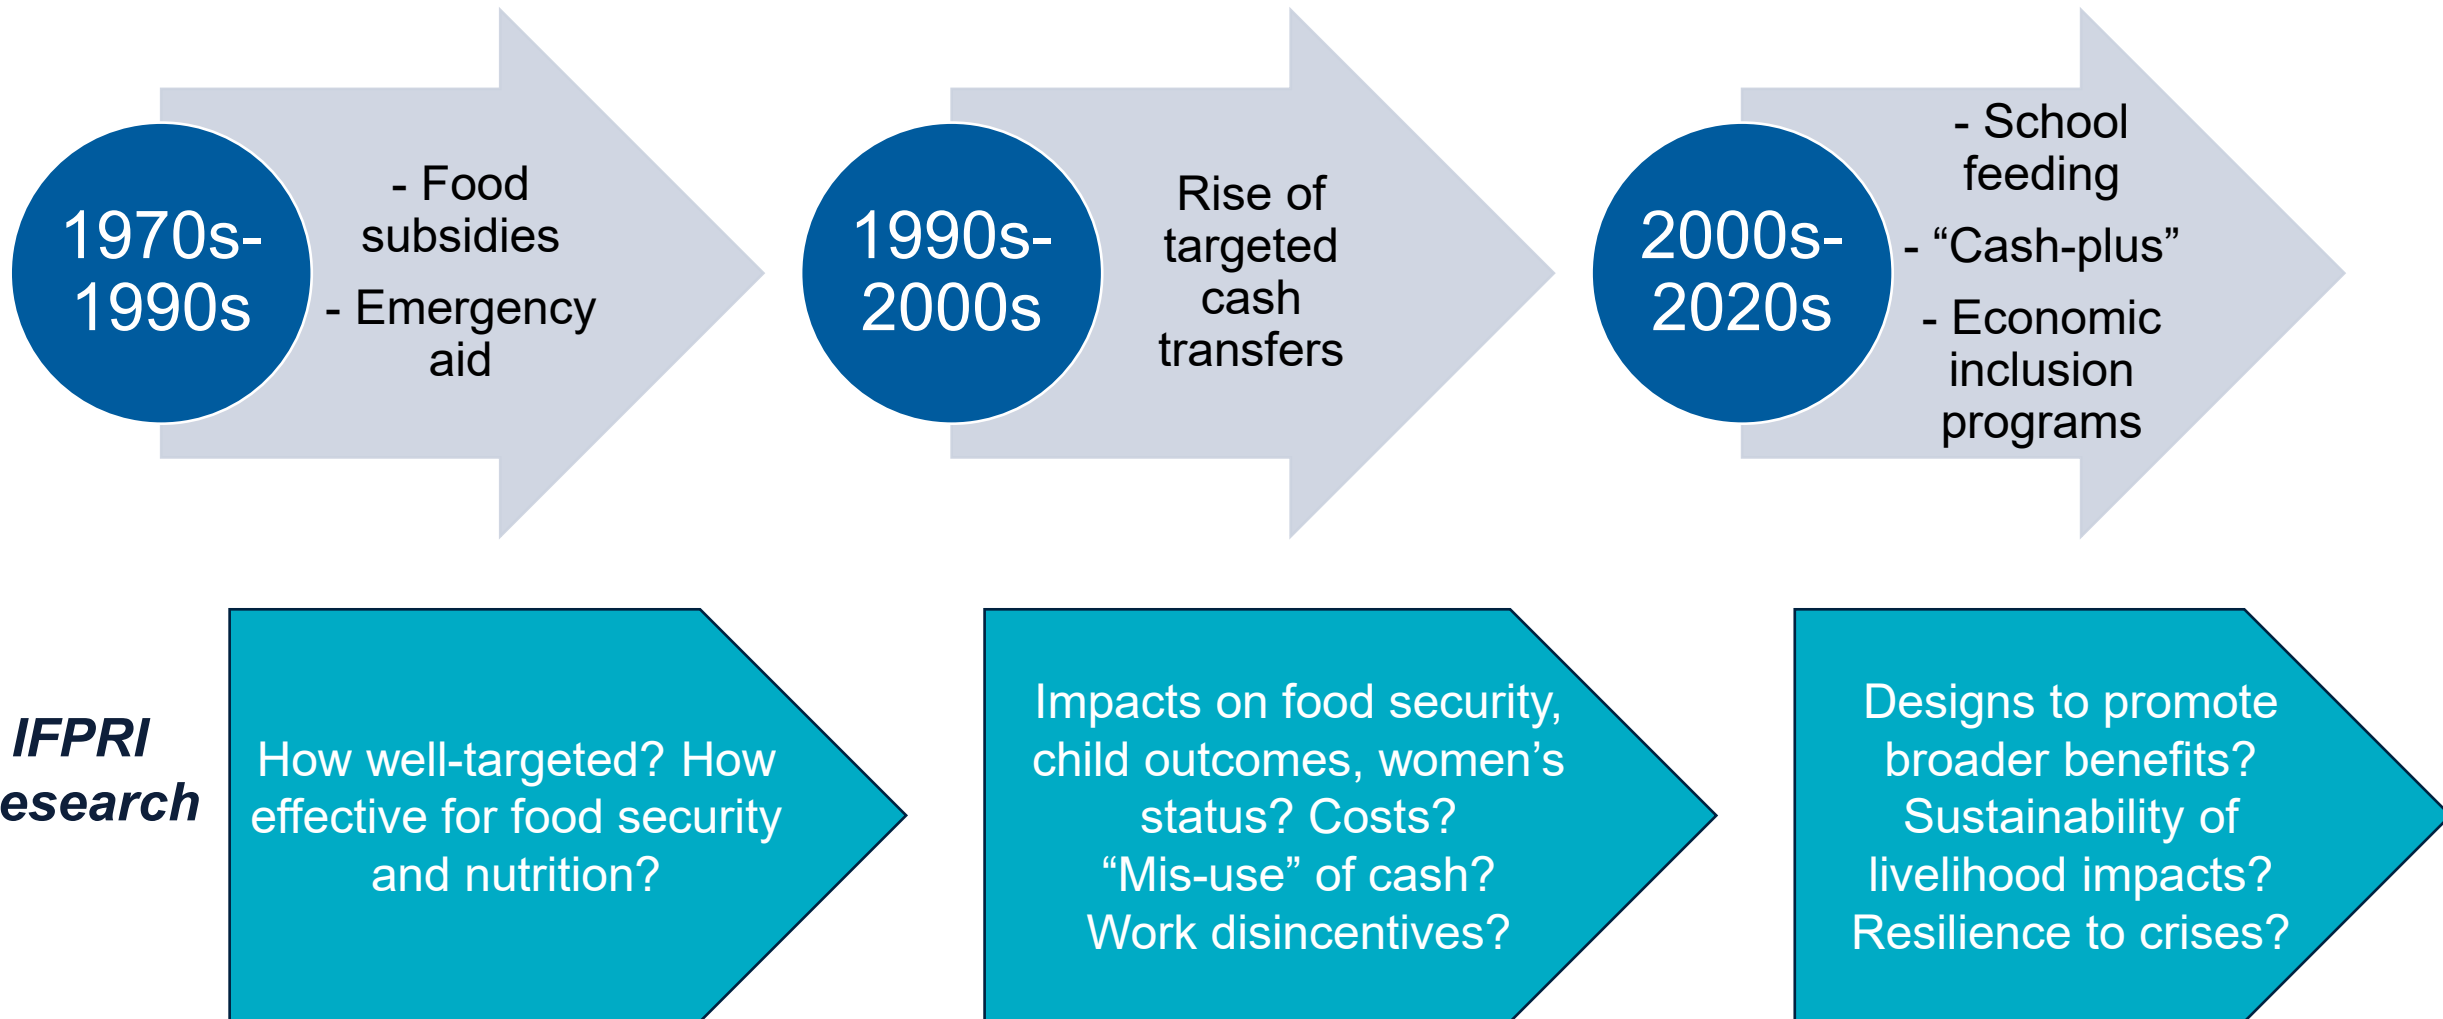 1970s-
1990s
- Food
subsidies
- Emergency
aid
1990s-
2000s
Rise of
targeted
cash
transfers
2000s-
2020s
- School
feeding
- “Cash-plus”
- Economic
inclusion
programs
IFPRI
esearch
How well-targeted? How
effective for food security
and nutrition?
Impacts on food security,
child outcomes, women’s
status? Costs?
“Mis-use” of cash?
Work disincentives?
Designs to promote
broader benefits?
Sustainability of
livelihood impacts?
Resilience to crises?